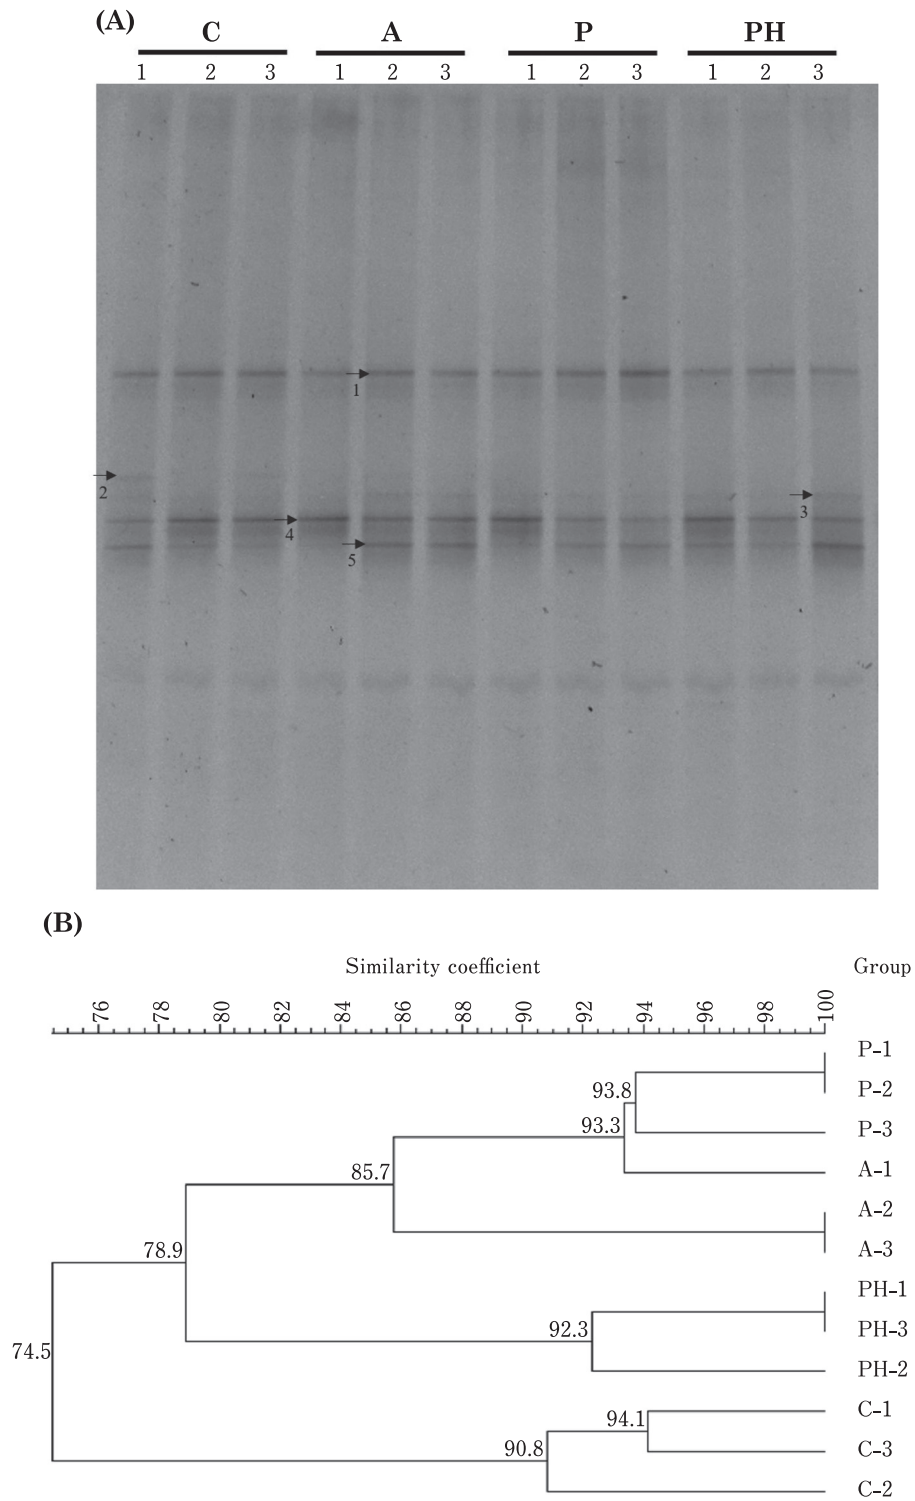 (A)
C A P PH
1 2 3 1 2 3 1 2 3 1 2 3
1
2
3
4
5
(B)
Similarity coefficient Group
76 78 80 82 84 86 88 90 92 94 96 98 100
P-1
93.8 P-2
93.3 P-3
85.7 A-1
A-2
78.9 A-3
PH-1
92.3 PH-3
74.5
PH-2
94.1 C-1
90.8 C-3
C-2